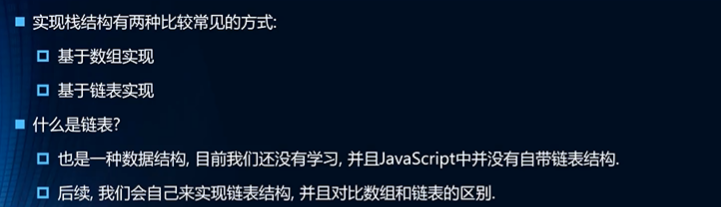 实现栈结构有两种比较常见的方式:
基于数组实现
基于链表实现
什么是链表?
也是一种数据结构, 目前我们还没有学习, 并且JavaScript中并没有自带链表结构.
后续, 我们会自己来实现链表结构, 并且对比数组和链表的区别.